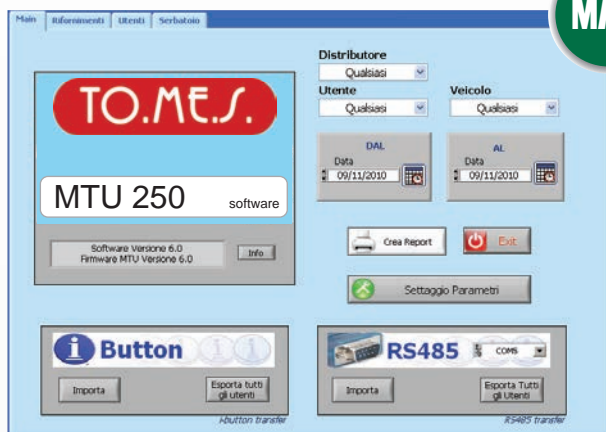 Main Rifornimenti Utenti Serbatoio
MA
TO.ME.S.
MTU 250 software
Software Versione 6.0
Firmware MTU Versione 6.0
Info
Distributore
Qualsiasi
Utente Veicolo
Qualsiasi Qualsiasi
DAL AL
Data Data
09/11/2010 09/11/2010
Crea Report Exit
Settaggio Parametri
i Button
Importa
Esporta tutti
gli utenti
i-button transfer
RS485 COM5
Importa
Esporta Tutti
gli Utenti
RS485 transfer